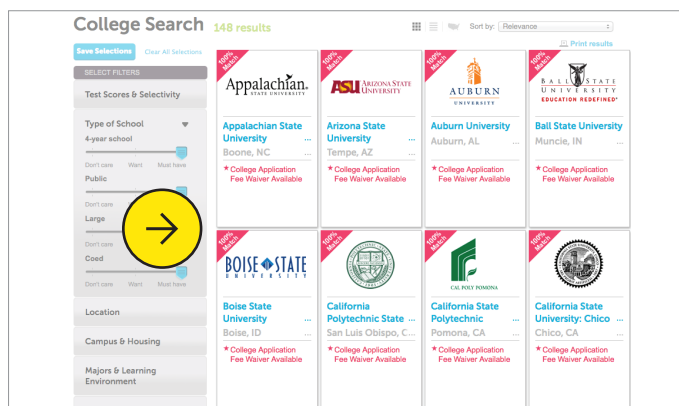 College Search
148 results
Sort by: Relevance
Print results
Save Selections
Clear All Selections
SELECT FILTERS
Test Scores & Selectivity
Type of School
4-year school
Don't care Want Must have
Public
Don't care
Large
Don't care
Coed
Don't care Want Must have
Location
Campus & Housing
Majors & Learning
Environment
100%
Match
Appalachian
STATE UNIVERSITY
Appalachian State
University ...
Boone, NC ...
* College Application
Fee Waiver Available
100%
Match
ASU ARIZONA STATE
UNIVERSITY
Arizona State
University ...
Tempe, AZ ...
* College Application
Fee Waiver Available
100%
Match
AUBURN
UNIVERSITY
Auburn University
Auburn, AL ...
* College Application
Fee Waiver Available
100%
Match
BALL STATE
UNIVERSITY
EDUCATION REDEFINED
Ball State University
Muncie, IN ...
* College Application
Fee Waiver Available
100%
Match
BOISE STATE
UNIVERSITY
Boise State
University ...
Boise, ID ...
* College Application
Fee Waiver Available
100%
Match
California
Polytechnic State ...
San Luis Obispo, C...
* College Application
Fee Waiver Available
100%
Match
CAL POLY POMONA
California State
Polytechnic ...
Pomona, CA ...
* College Application
Fee Waiver Available
100%
Match
California State
University: Chico ...
Chico, CA ...
* College Application
Fee Waiver Available